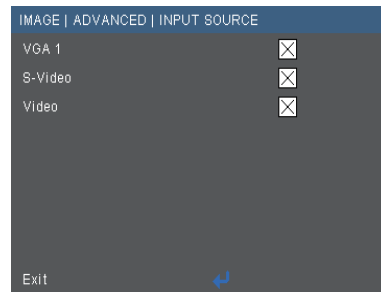 IMAGE | ADVANCED | INPUT SOURCE
VGA 1
S-Video
Video
Exit